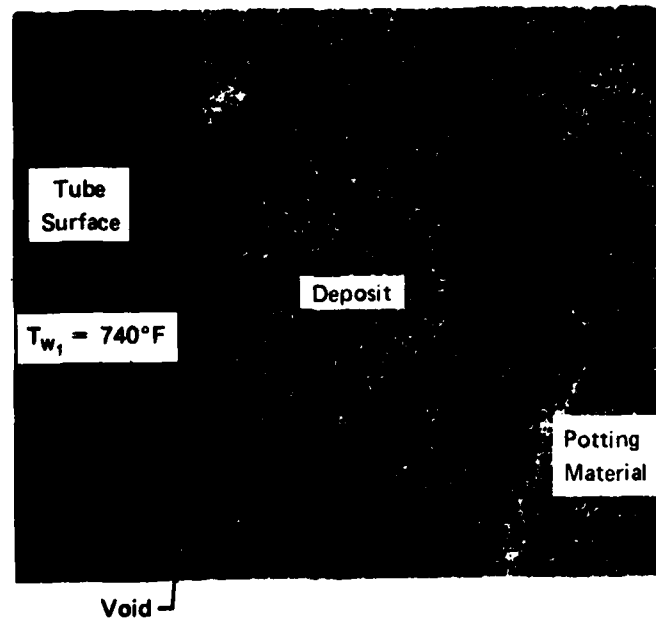 Tube
Surface
Deposit
T_w₁ = 740°F
Potting
Material
Void